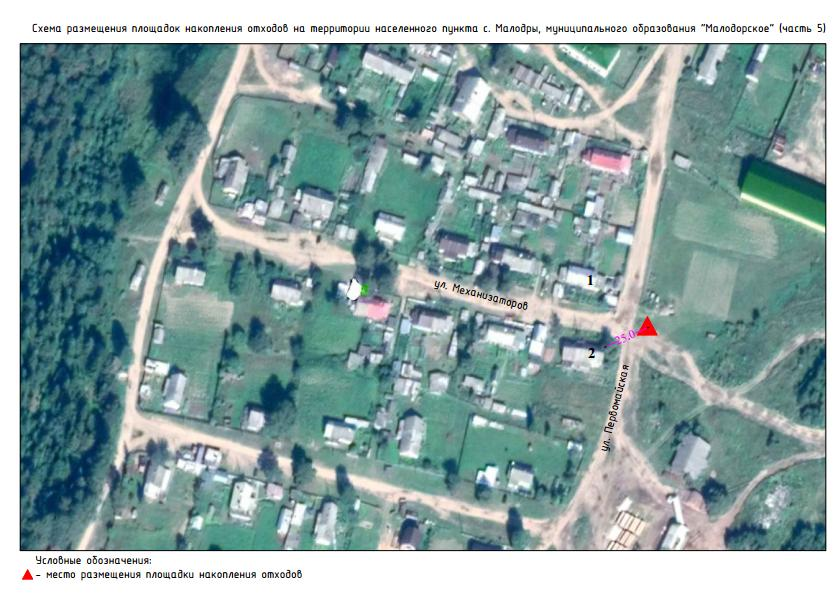 Схема размещения площадок накопления отходов на территории населенного пункта с. Малодры, муниципального образования "Малодорское" (часть 5)
1
ул. Механизаторов
25.0
2
ул. Первомайская
Условные обозначения:
- место размещения площадки накопления отходов